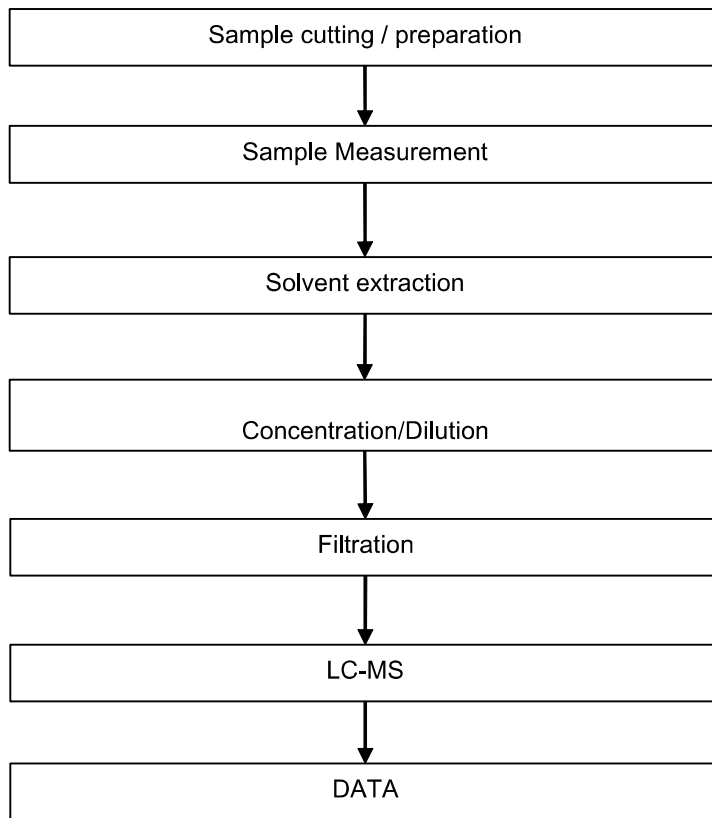 Sample cutting / preparation
Sample Measurement
Solvent extraction
Concentration/Dilution
Filtration
LC-MS
DATA